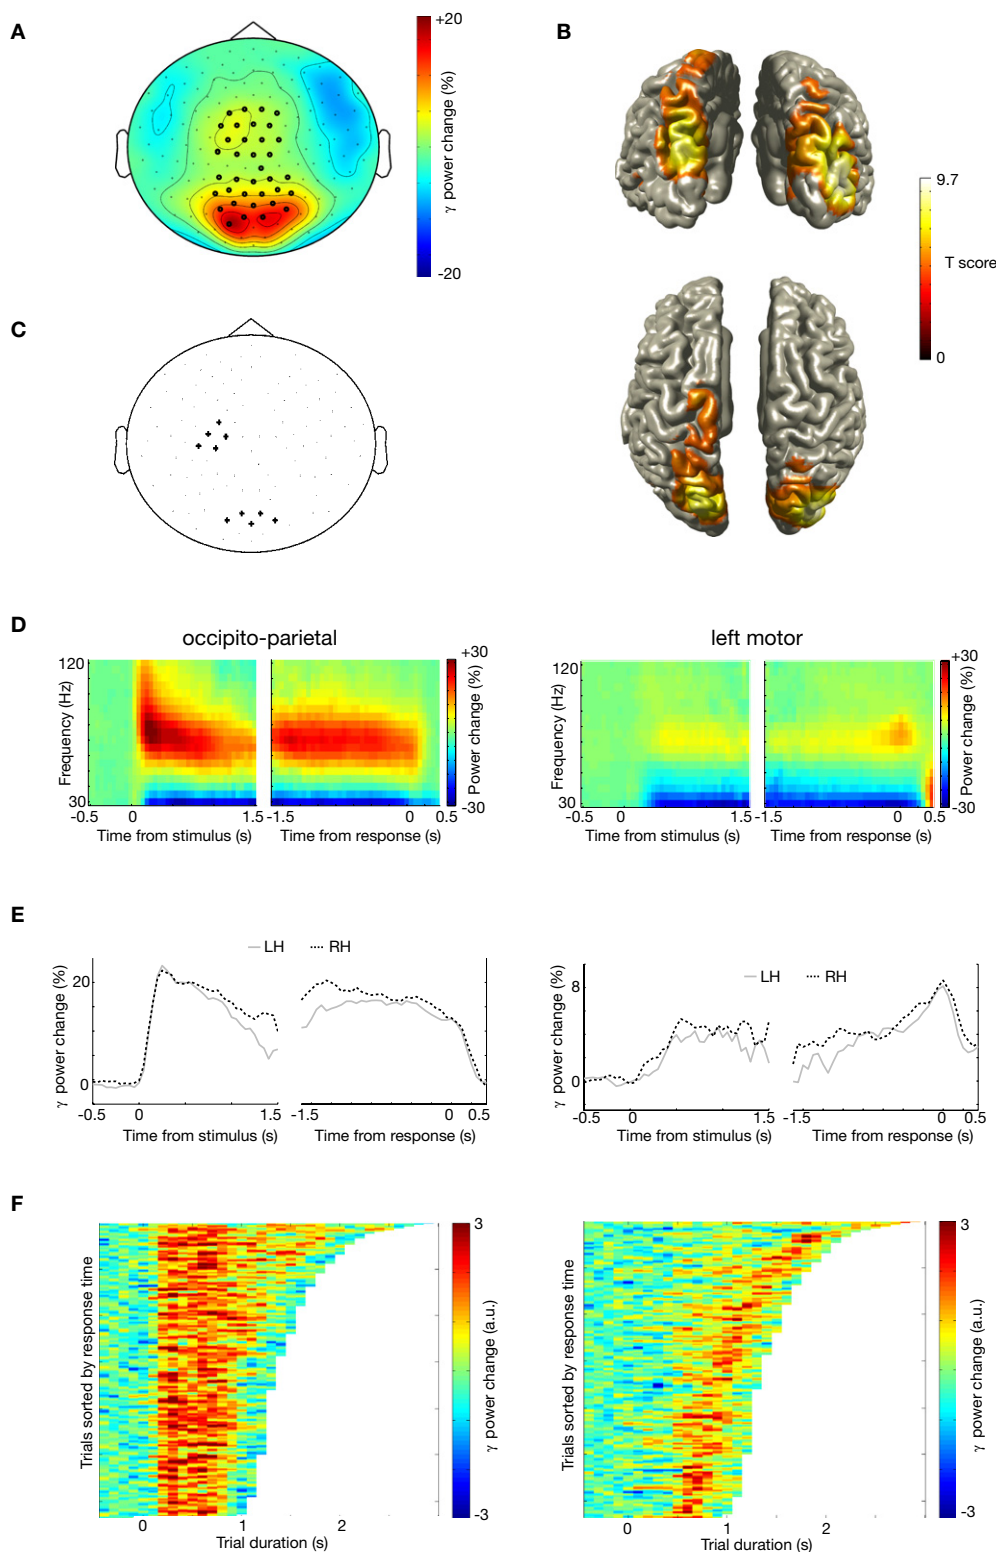 A
+20
γ power change (%)
-20
B
9.7
T score
0
C
D
occipito-parietal
120
Frequency (Hz)
30
-0.5 0 1.5
Time from stimulus (s)
-1.5 0 0.5
Time from response (s)
+30
Power change (%)
-30
left motor
120
Frequency (Hz)
30
-0.5 0 1.5
Time from stimulus (s)
-1.5 0 0.5
Time from response (s)
+30
Power change (%)
-30
E
LH RH
γ power change (%)
20
0
-0.5 0 1.5
Time from stimulus (s)
-1.5 0 0.5
Time from response (s)
LH RH
γ power change (%)
8
0
-0.5 0 1.5
Time from stimulus (s)
-1.5 0 0.5
Time from response (s)
F
Trials sorted by response time
0 1 2
Trial duration (s)
3
γ power change (a.u.)
-3
Trials sorted by response time
0 1 2
Trial duration (s)
3
γ power change (a.u.)
-3